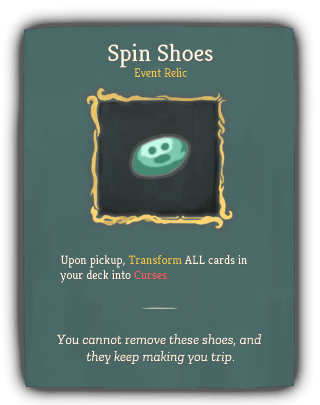 Spin Shoes
Event Relic
Upon pickup, Transform ALL cards in
your deck into Curses.
You cannot remove these shoes, and
they keep making you trip.